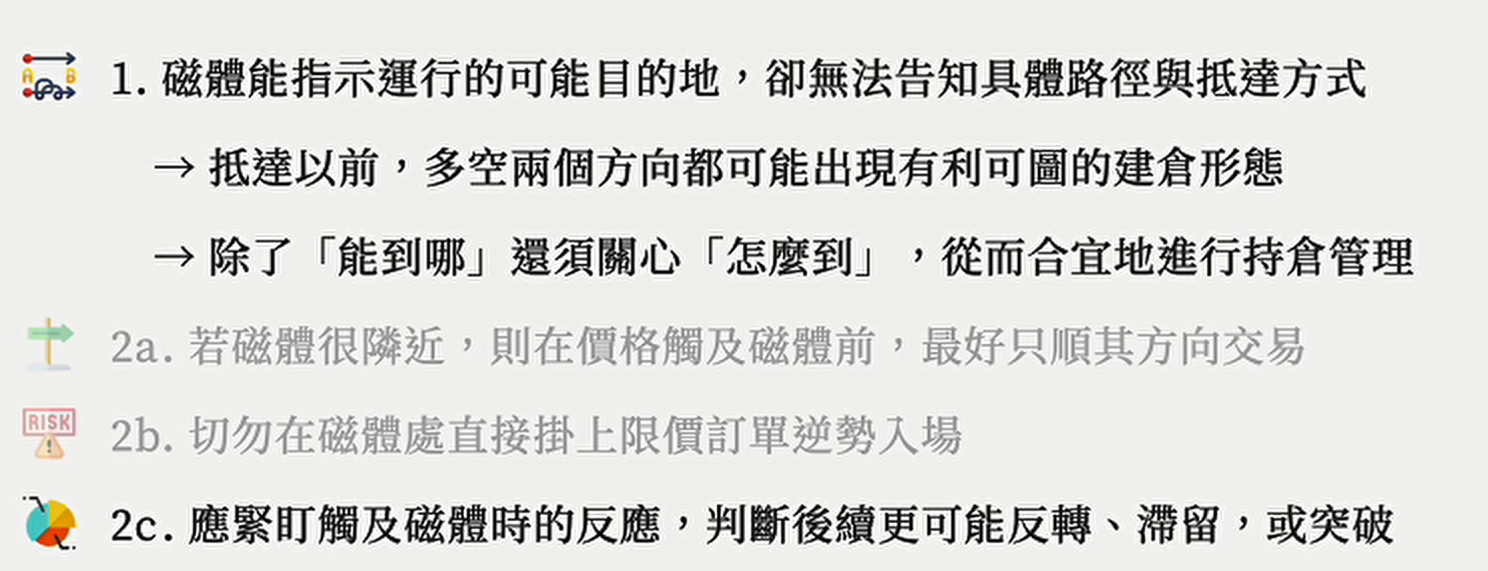 A B
1. 磁體能指示運行的可能目的地，卻無法告知具體路徑與抵達方式
→ 抵達以前，多空兩個方向都可能出現有利可圖的建倉形態
→ 除了「能到哪」還須關心「怎麼到」，從而合宜地進行持倉管理
2a. 若磁體很隣近，則在價格觸及磁體前，最好只順其方向交易
RISK
2b. 切勿在磁體處直接掛上限價訂單逆勢入場
2c. 應緊盯觸及磁體時的反應，判斷後續更可能反轉、滯留，或突破